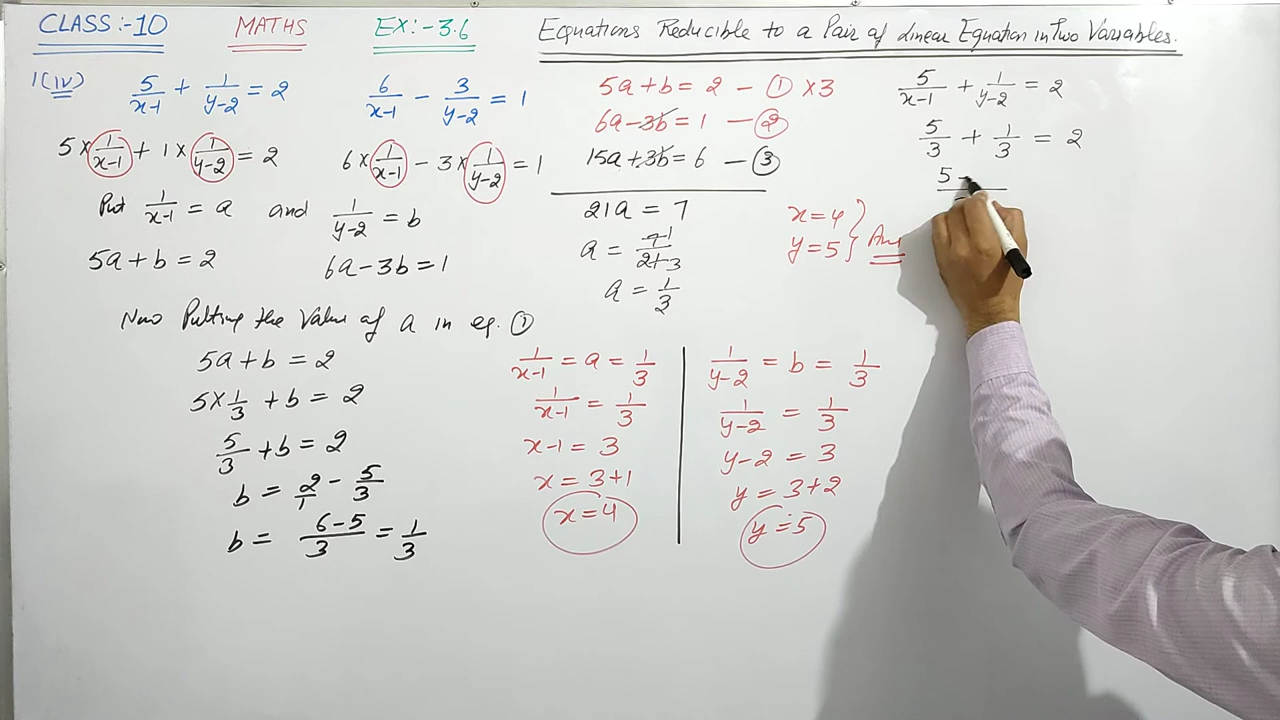 CLASS :- 10 MATHS EX :- 3.6 Equations Reducible to a Pair of Linear Equation in Two Variables.
1(iv) 5/(x-1) + 1/(y-2) = 2 6/(x-1) - 3/(y-2) = 1
5 × 1/(x-1) + 1 × 1/(y-2) = 2 6 × 1/(x-1) - 3 × 1/(y-2) = 1
Put 1/(x-1) = a and 1/(y-2) = b
5a + b = 2 6a - 3b = 1
5a + b = 2 - ① × 3
6a - 3b = 1 - ②
15a + 3b = 6 - ③
21a = 7
a = 7 1/21 3
a = 1/3
Now Putting the Value of a in eq. ①
5a + b = 2
5 × 1/3 + b = 2
5/3 + b = 2
b = 2/1 - 5/3
b = (6-5)/3 = 1/3
1/(x-1) = a = 1/3
1/(x-1) = 1/3
x-1 = 3
x = 3+1
x = 4
1/(y-2) = b = 1/3
1/(y-2) = 1/3
y-2 = 3
y = 3+2
y = 5
x = 4
y = 5 } Ans
5/(x-1) + 1/(y-2) = 2
5/3 + 1/3 = 2
5